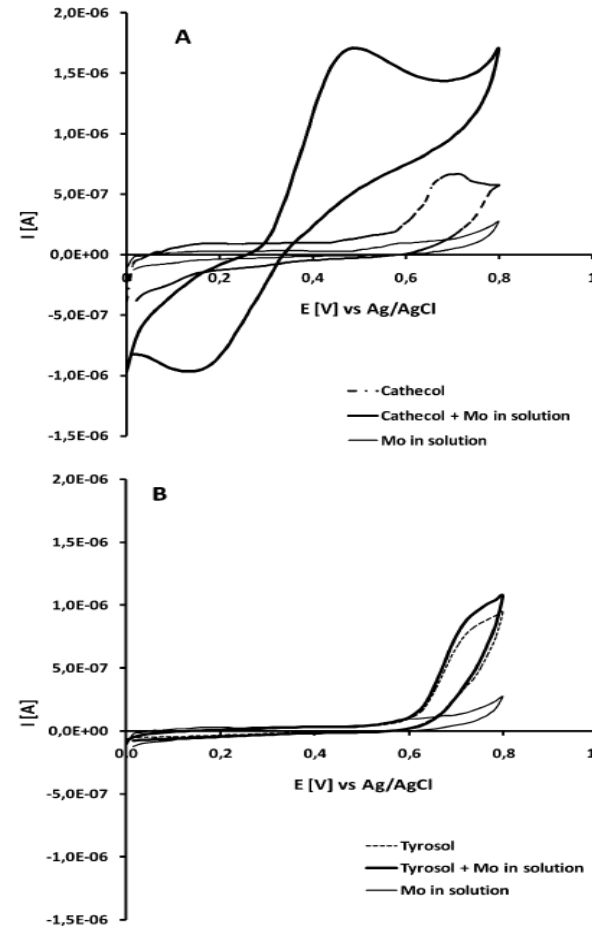 A
2,0E-06
1,5E-06
1,0E-06
5,0E-07
0,0E+00
-5,0E-07
-1,0E-06
-1,5E-06
I [A]
0,2
0,4
0,6
0,8
1
E [V] vs Ag/AgCl
Cathecol
Cathecol + Mo in solution
Mo in solution
B
2,0E-06
1,5E-06
1,0E-06
5,0E-07
0,0E+00
-5,0E-07
-1,0E-06
-1,5E-06
I [A]
0,0
0,2
0,4
0,6
0,8
1
E [V] vs Ag/AgCl
Tyrosol
Tyrosol + Mo in solution
Mo in solution